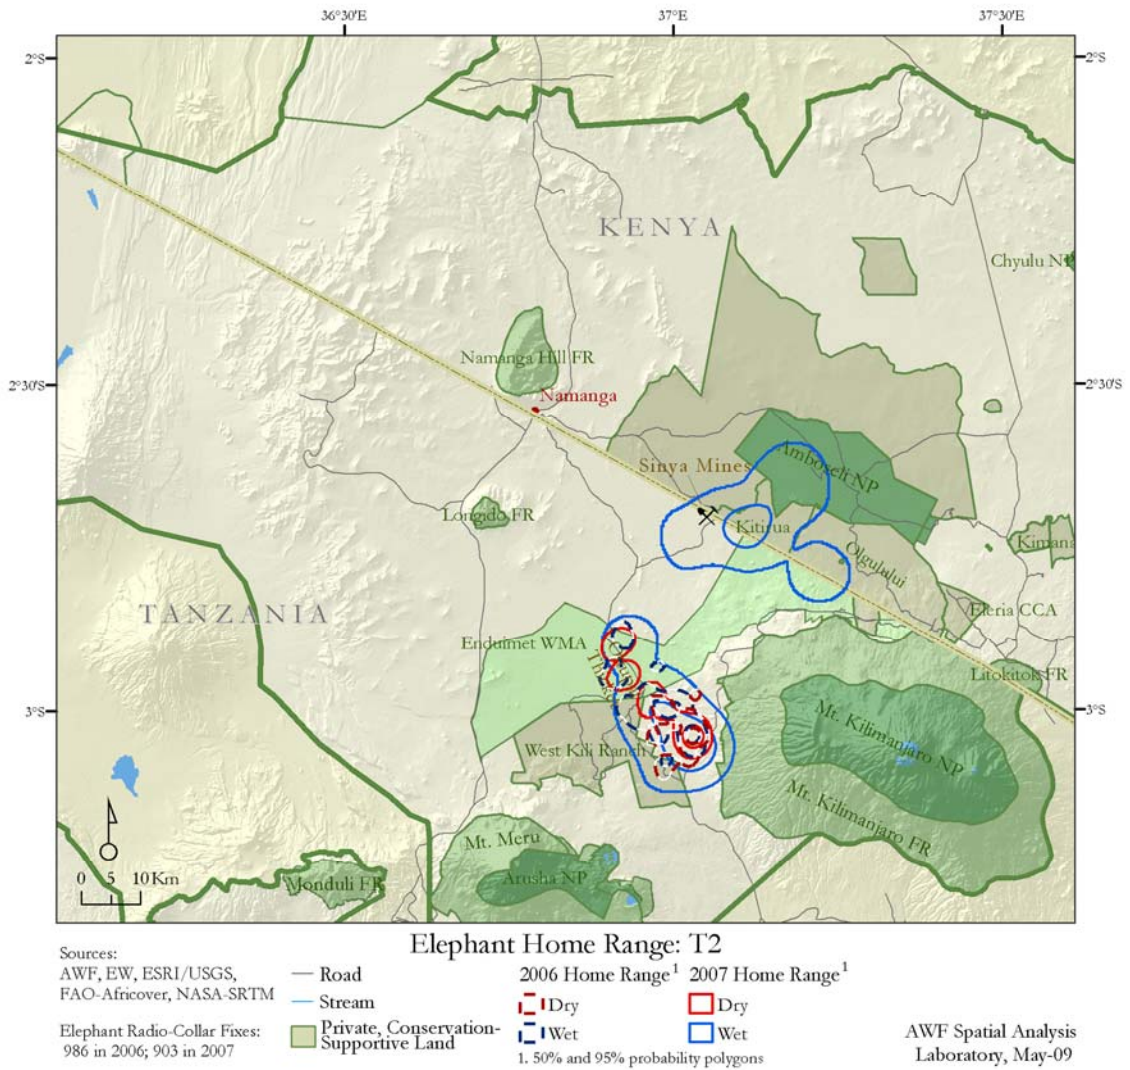 36°30'E
37°E
37°30'E
2°S
2°S
KENYA
Chyulu NP
Namanga Hill FR
2°30'S
2°30'S
Namanga
Sinya Mines
Amboseli NP
Longido FR
Kitirua
Kimana
Olgulului
TANZANIA
Eleria CCA
Enduimet WMA
Litokitok FR
3°S
3°S
Mt. Kilimanjaro NP
West Kili Ranch
Mt. Kilimanjaro FR
Mt. Meru
Arusha NP
Monduli FR
0 5 10Km
Elephant Home Range: T2
Sources:
AWF, EW, ESRI/USGS,
FAO-Africover, NASA-SRTM
Elephant Radio-Collar Fixes:
986 in 2006; 903 in 2007
Road
Stream
Private, Conservation-
Supportive Land
2006 Home Range1
Dry
Wet
2007 Home Range1
Dry
Wet
1. 50% and 95% probability polygons
AWF Spatial Analysis
Laboratory, May-09